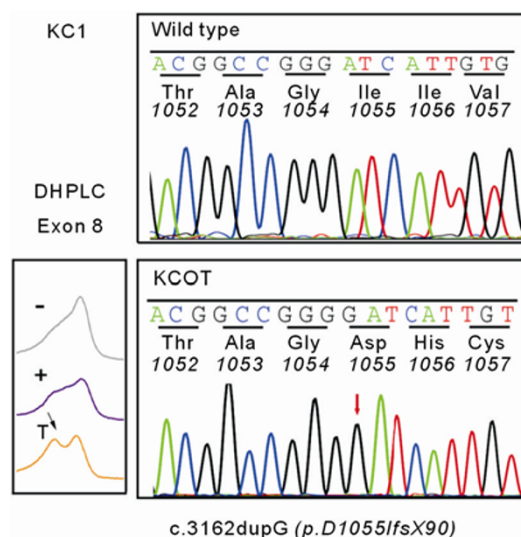 KC1
Wild type
ACGGCCGGGATCATTGTG
Thr Ala Gly Ile Ile Val
1052 1053 1054 1055 1056 1057
DHPLC
Exon 8
KCOT
ACGGCCGGGGATCATTGT
Thr Ala Gly Asp His Cys
1052 1053 1054 1055 1056 1057
-
+
T
c.3162dupG (p.D1055IfsX90)